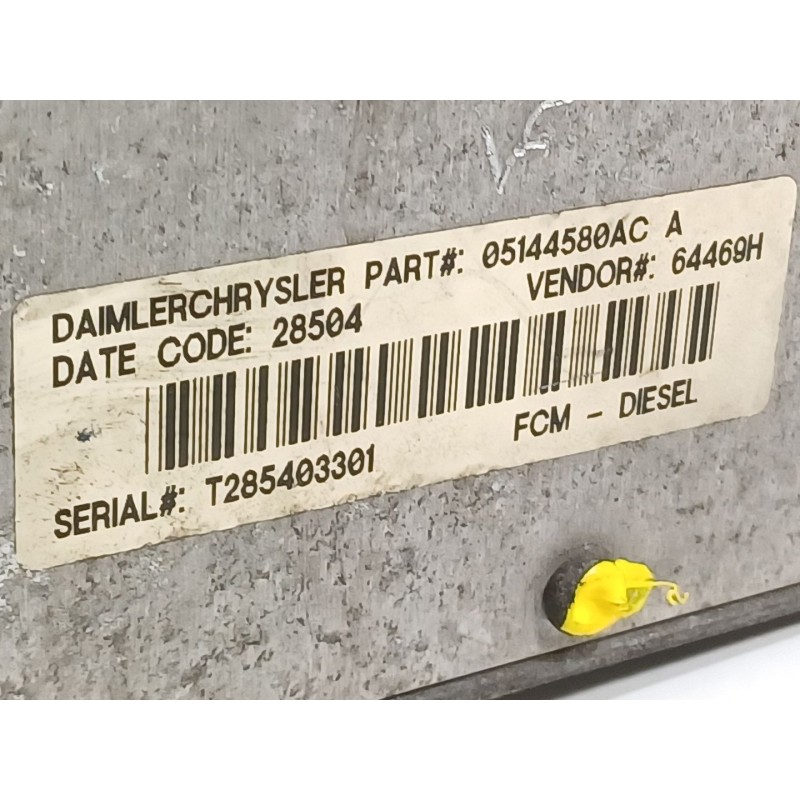 DAIMLERCHRYSLER PART#: 05144580AC A
DATE CODE: 28504 VENDOR#: 64469H
FCM - DIESEL
SERIAL#: T285403301